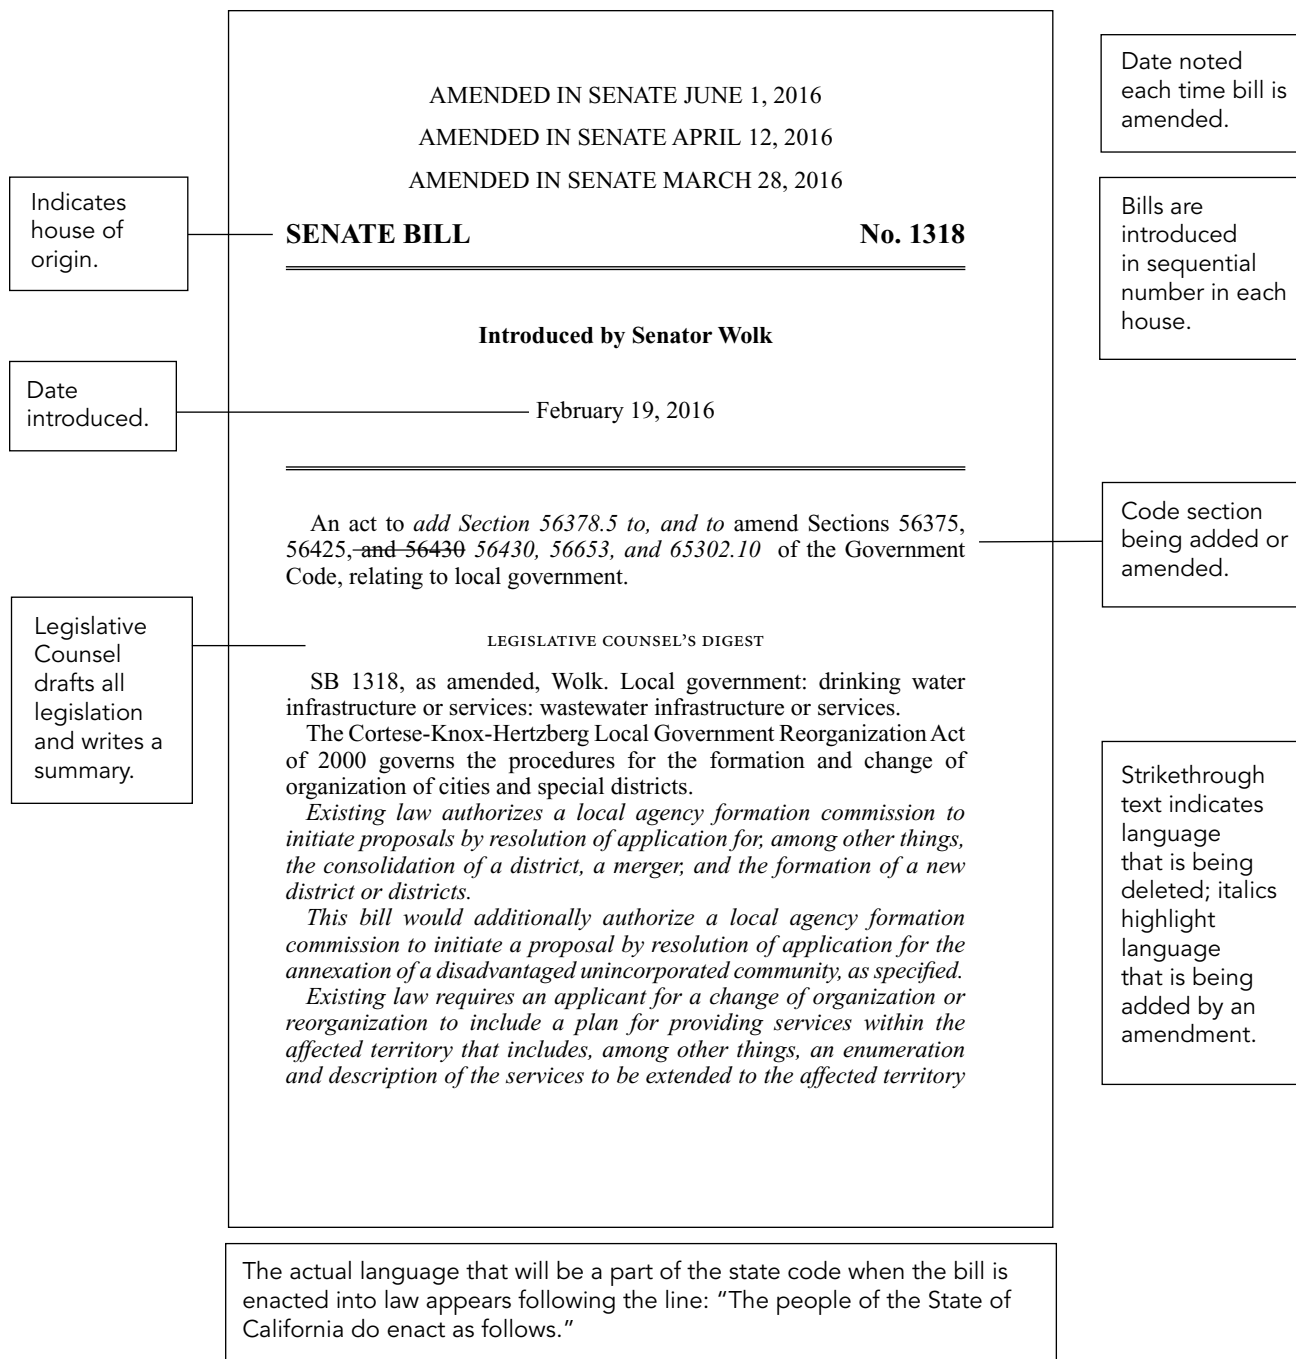 AMENDED IN SENATE JUNE 1, 2016
AMENDED IN SENATE APRIL 12, 2016
AMENDED IN SENATE MARCH 28, 2016
SENATE BILL No. 1318
Introduced by Senator Wolk
February 19, 2016
An act to add Section 56378.5 to, and to amend Sections 56375,
56425, and 56430 56430, 56653, and 65302.10 of the Government
Code, relating to local government.
LEGISLATIVE COUNSEL'S DIGEST
SB 1318, as amended, Wolk. Local government: drinking water
infrastructure or services: wastewater infrastructure or services.
The Cortese-Knox-Hertzberg Local Government Reorganization Act
of 2000 governs the procedures for the formation and change of
organization of cities and special districts.
Existing law authorizes a local agency formation commission to
initiate proposals by resolution of application for, among other things,
the consolidation of a district, a merger, and the formation of a new
district or districts.
This bill would additionally authorize a local agency formation
commission to initiate a proposal by resolution of application for the
annexation of a disadvantaged unincorporated community, as specified.
Existing law requires an applicant for a change of organization or
reorganization to include a plan for providing services within the
affected territory that includes, among other things, an enumeration
and description of the services to be extended to the affected territory
Indicates
house of
origin.
Date
introduced.
Legislative
Counsel
drafts all
legislation
and writes a
summary.
Date noted
each time bill is
amended.
Bills are
introduced
in sequential
number in each
house.
Code section
being added or
amended.
Strikethrough
text indicates
language
that is being
deleted; italics
highlight
language
that is being
added by an
amendment.
The actual language that will be a part of the state code when the bill is
enacted into law appears following the line: “The people of the State of
California do enact as follows.”